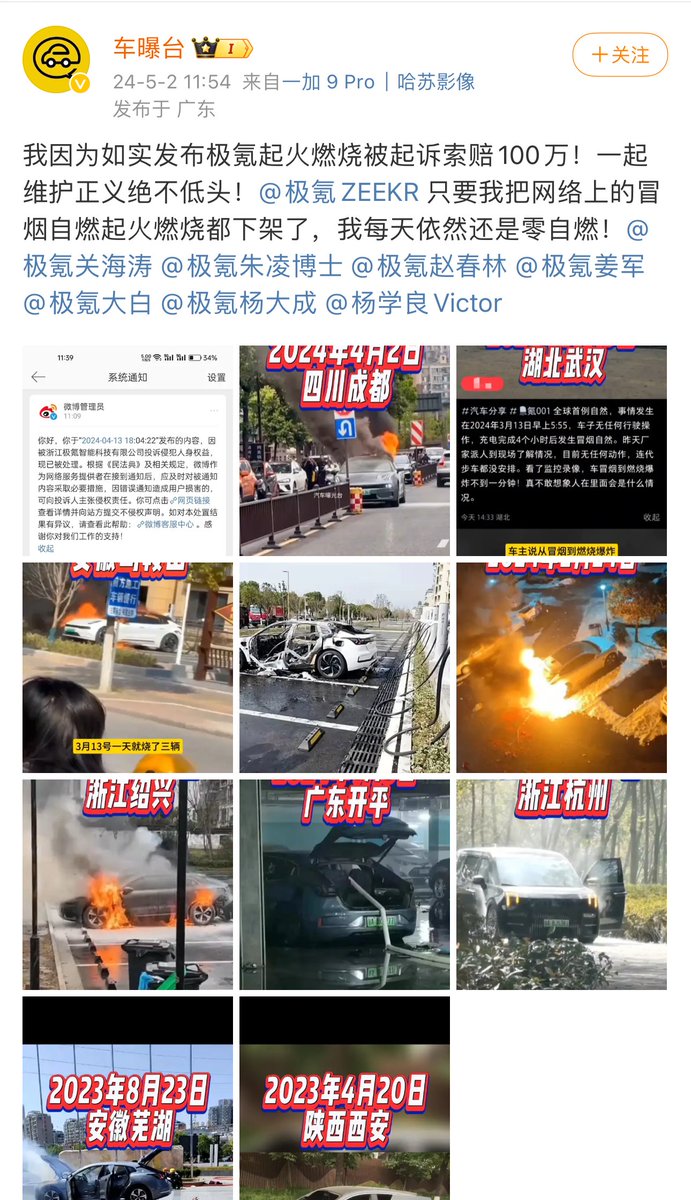 车曝台 I
24-5-2 11:54 来自一加 9 Pro｜哈苏影像
发布于 广东
+关注
我因为如实发布极氪起火燃烧被起诉索赔100万！一起
维护正义绝不低头！@极氪ZEEKR 只要我把网络上的冒
烟自燃起火燃烧都下架了，我每天依然还是零自燃！@
极氪关海涛 @极氪朱凌博士 @极氪赵春林 @极氪姜军
@极氪大白 @极氪杨大成 @杨学良Victor
11:39
34%
系统通知
设置
微博管理员
11:09
你好，你于“2024-04-13 18:04:22”发布的内容，因
被浙江极氪智能科技有限公司投诉侵犯人身权益，
现已被处理。根据《民法典》及相关规定，微博作
为网络服务提供者在接到通知后，应及时对被通知
内容采取必要措施，因错误通知造成用户损害的，
可向投诉人主张侵权责任。你可点击网页链接
查看详情并向站方提交不侵权声明。如对本处置结
果有异议，请查看此帮助：微博客服中心。感
谢你对我们工作的支持！
收起
2024年4月2日
四川成都
汽车曝光台
湖北武汉
#汽车分享 #氪001 全球首例自然，事情发生
在2024年3月13日早上5:55，车子无任何行驶操
作，充电完成4个小时后发生冒烟自然。昨天厂
家派人到现场了解情况，目前无任何动作，连代
步车都没安排。看了监控录像，车冒烟到燃烧爆
炸不到一分钟！真不敢想象人在里面会是什么情
况。
今天 14:33 湖北
收起
车主说从冒烟到燃烧爆炸
车辆慢行
3月13号一天就烧了三辆
浙江绍兴
广东开平
浙江杭州
2023年8月23日
安徽芜湖
2023年4月20日
陕西西安